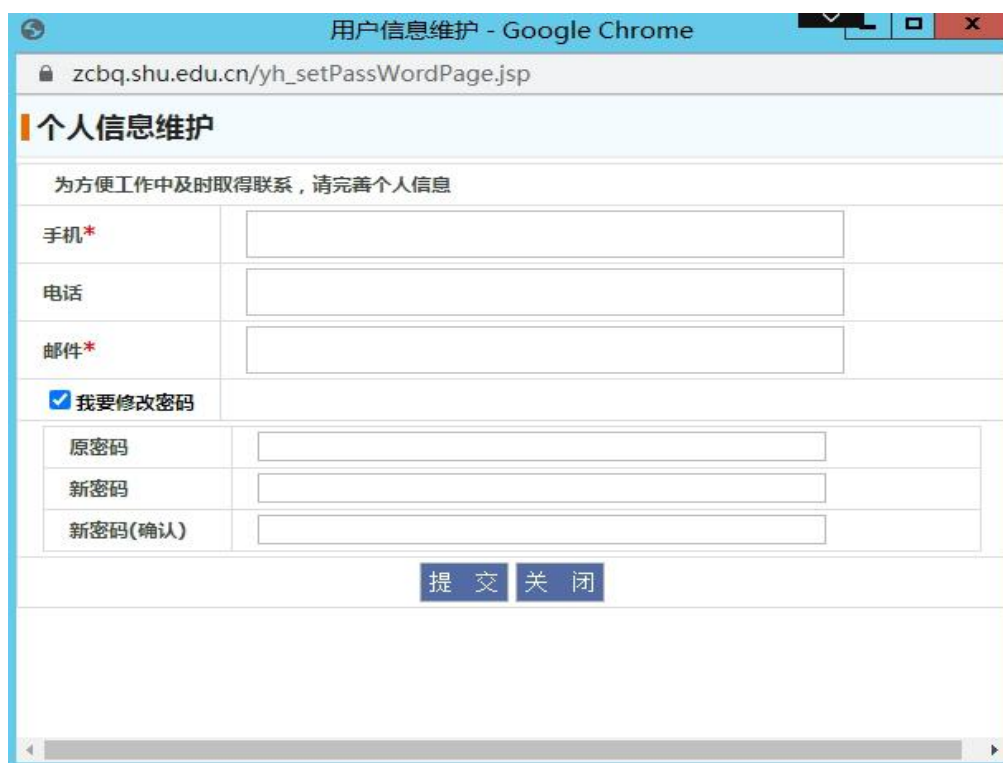 用户信息维护 - Google Chrome
zcbq.shu.edu.cn/yh_setPassWordPage.jsp
个人信息维护
为方便工作中及时取得联系，请完善个人信息
手机*
电话
邮件*
我要修改密码
原密码
新密码
新密码(确认)
提 交 关 闭